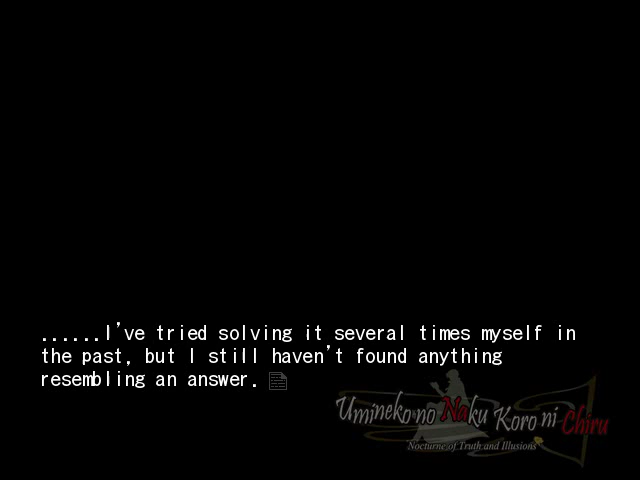 ......I've tried solving it several times myself in
the past, but I still haven't found anything
resembling an answer.
Umineko no Naku Koro ni Chiru
Nocturne of Truth and Illusions